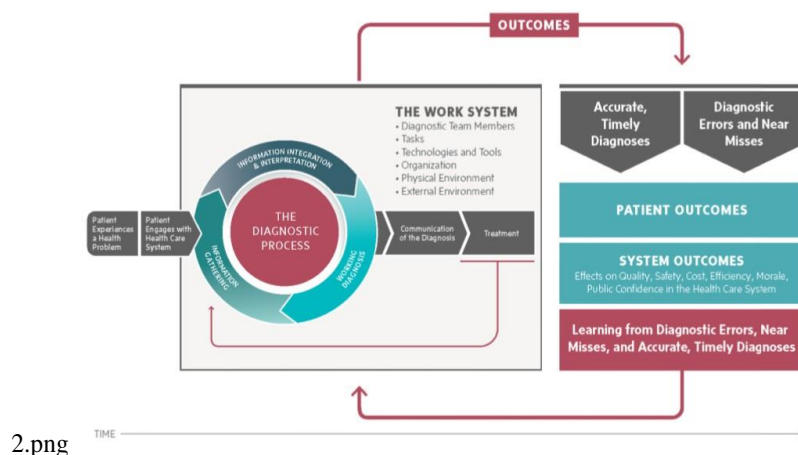 OUTCOMES
THE WORK SYSTEM
• Diagnostic Team Members
• Tasks
• Technologies and Tools
• Organization
• Physical Environment
• External Environment
Accurate,
Timely
Diagnoses
Diagnostic
Errors and Near
Misses
INFORMATION INTEGRATION
& INTERPRETATION
Patient
Experiences
a Health
Problem
Patient
Engages with
Health Care
System
THE
DIAGNOSTIC
PROCESS
INFORMATION
GATHERING
WORKING
DIAGNOSIS
Communication
of the Diagnosis
Treatment
PATIENT OUTCOMES
SYSTEM OUTCOMES
Effects on Quality, Safety, Cost, Efficiency, Morale,
Public Confidence in the Health Care System
Learning from Diagnostic Errors, Near
Misses, and Accurate, Timely Diagnoses
2.png
TIME